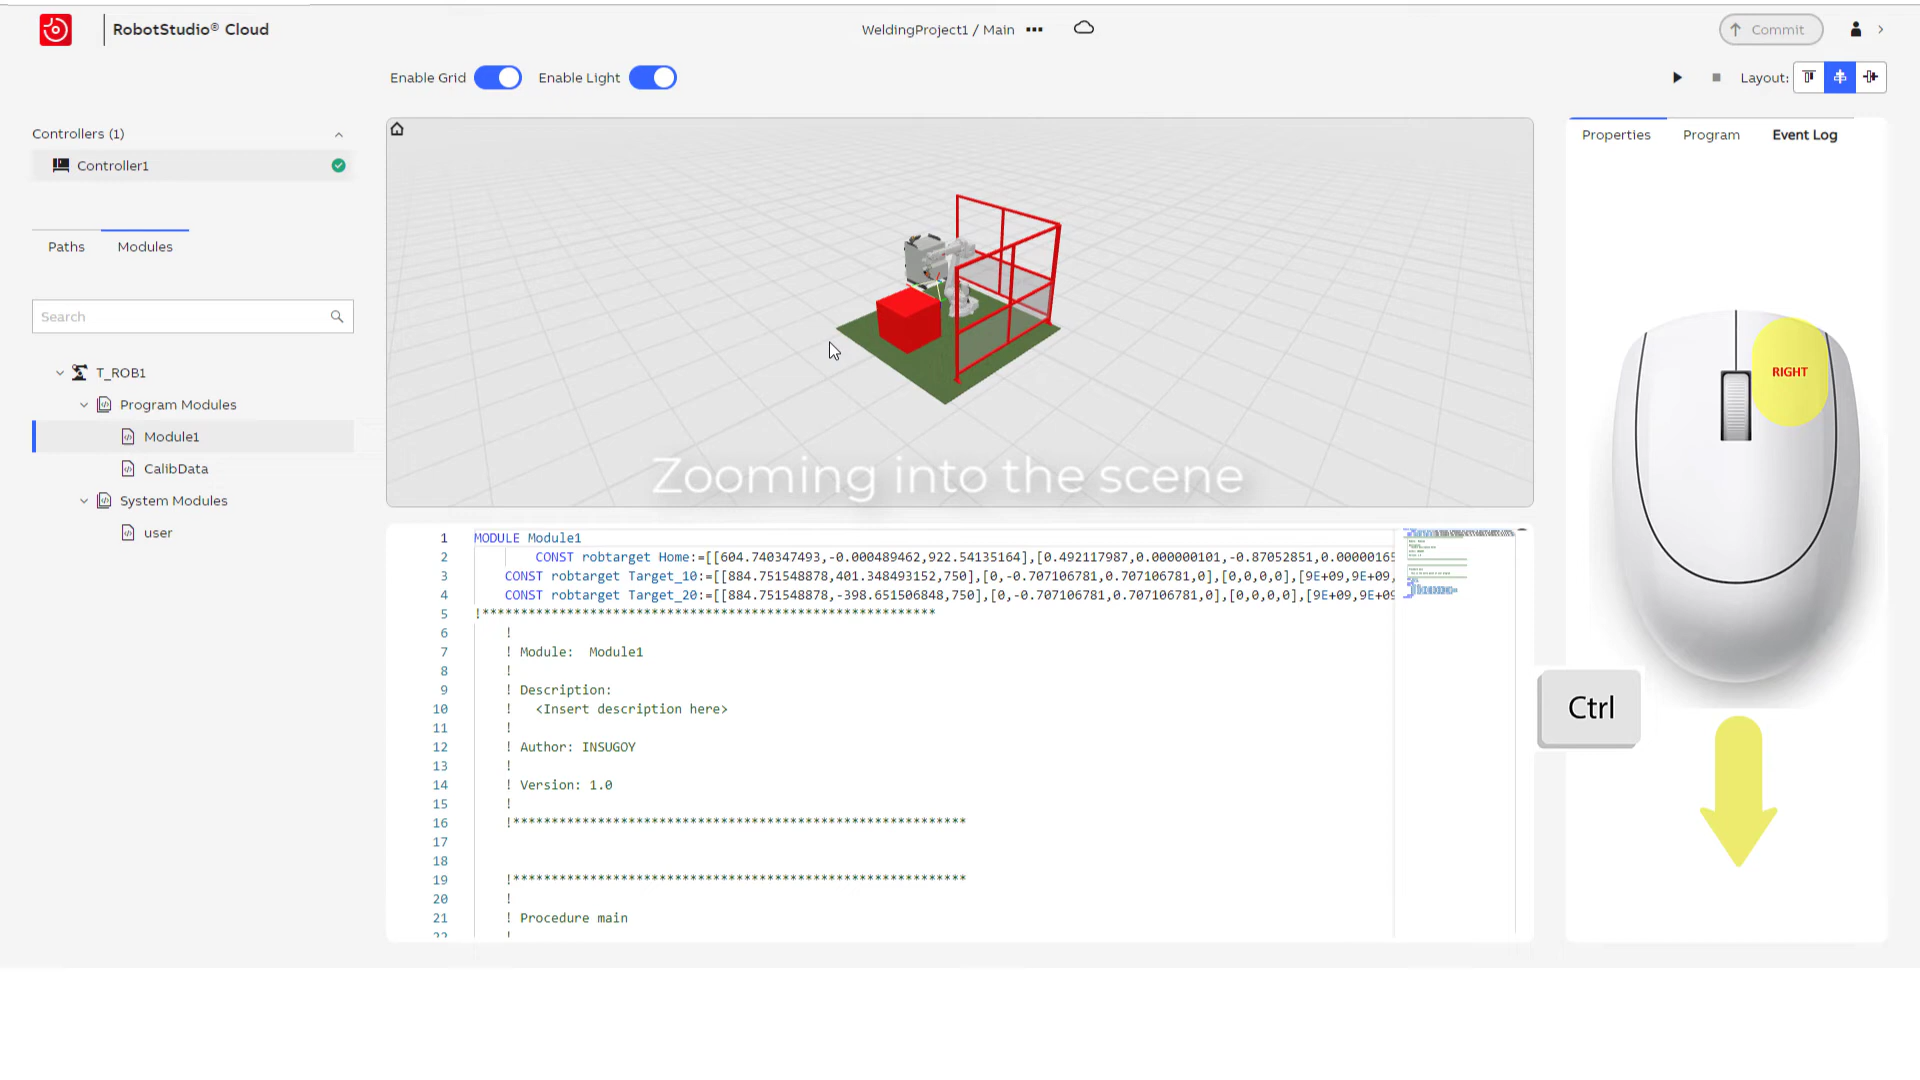 RobotStudio® Cloud
WeldingProject1 / Main
Commit
Enable Grid
Enable Light
Layout:
Controllers (1)
Controller1
Paths
Modules
Search
T_ROB1
Program Modules
Module1
CalibData
System Modules
user
Zooming into the scene
1 MODULE Module1
2 CONST robtarget Home:=[[604.740347493,-0.000489462,922.54135164],[0.492117987,0.000000101,-0.87052851,0.00000016
3 CONST robtarget Target_10:=[[884.751548878,401.348493152,750],[0,-0.707106781,0.707106781,0],[0,0,0,0],[9E+09,9E+09,
4 CONST robtarget Target_20:=[[884.751548878,-398.651506848,750],[0,-0.707106781,0.707106781,0],[0,0,0,0],[9E+09,9E+09
5 !***********************************************************
6 !
7 ! Module:  Module1
8 !
9 ! Description:
10 !   <Insert description here>
11 !
12 ! Author: INSUGOY
13 !
14 ! Version: 1.0
15 !
16 !***********************************************************
17
18
19 !***********************************************************
20 !
21 ! Procedure main
22 !
Properties
Program
Event Log
RIGHT
Ctrl